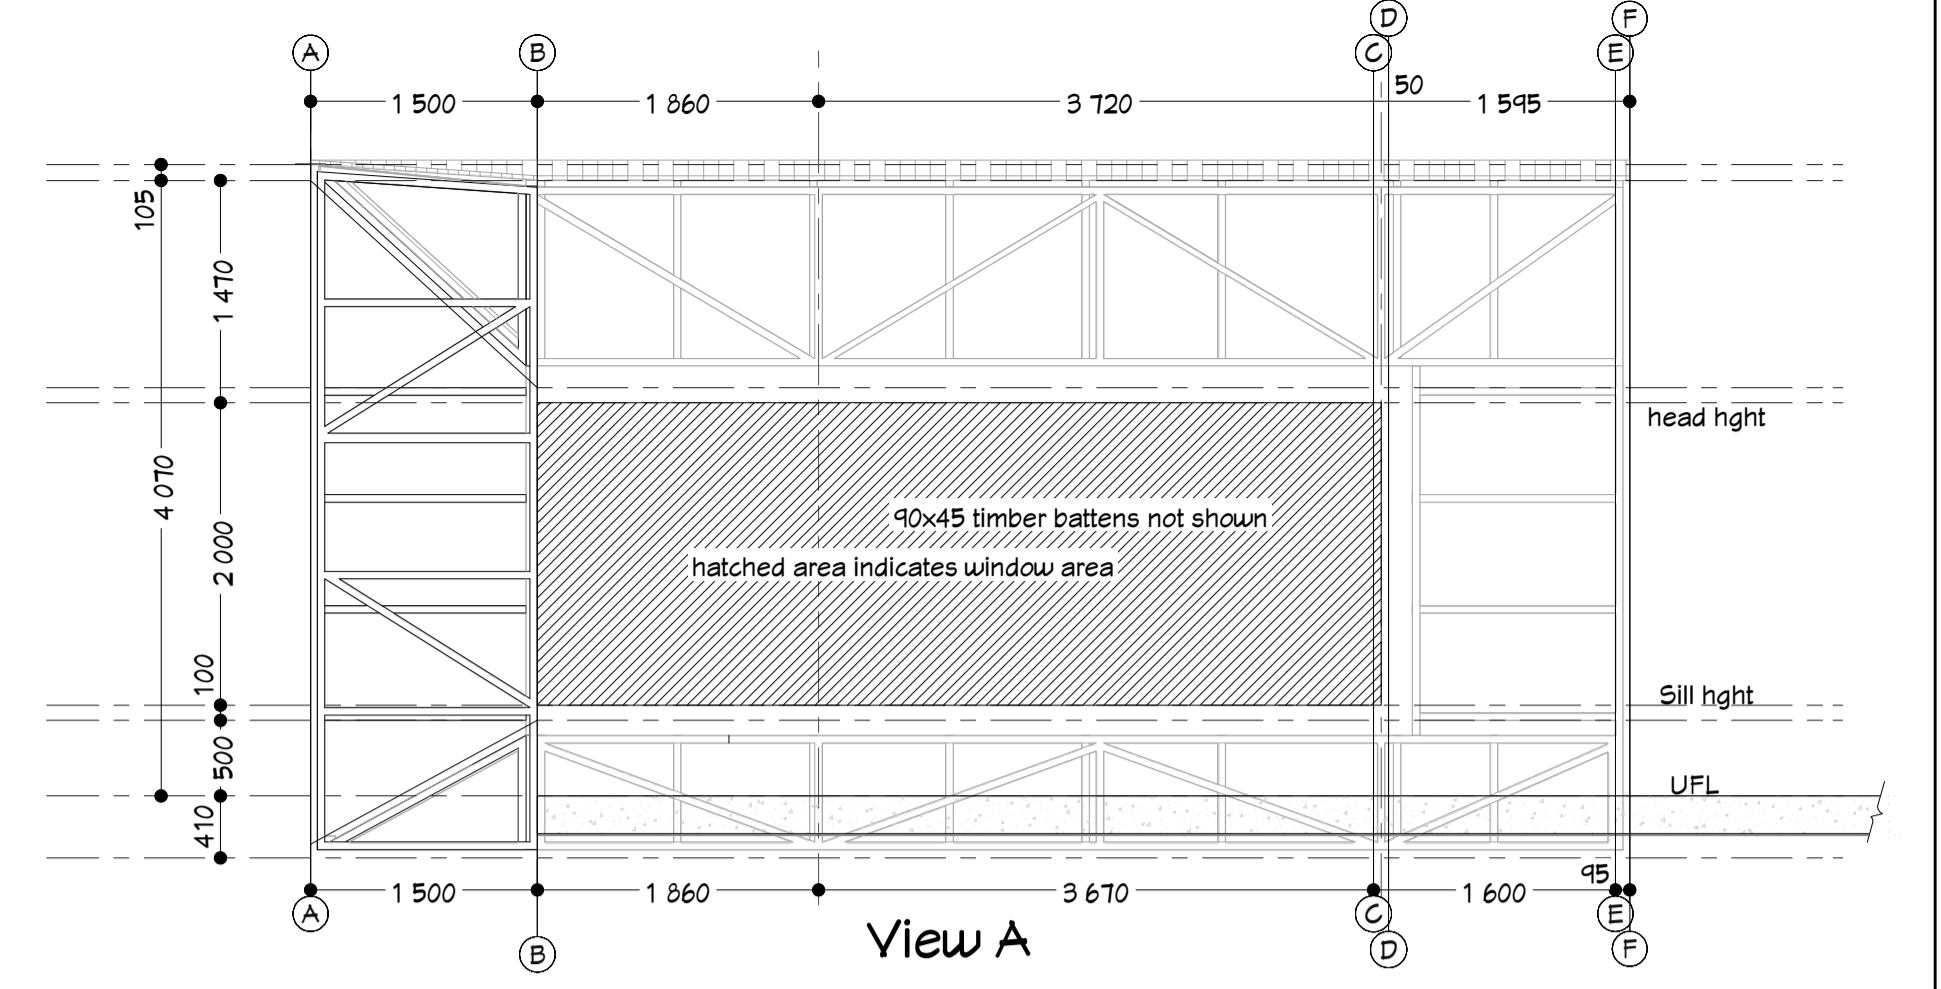 D
F
A
B
C
E
50
1 500
1 860
3 720
1 595
105
1 470
head hght
4 070
90x45 timber battens not shown
2 000
hatched area indicates window area
100
Sill hght
500
UFL
410
95
1 500
1 860
3 670
1 600
A
C
E
View A
B
D
F